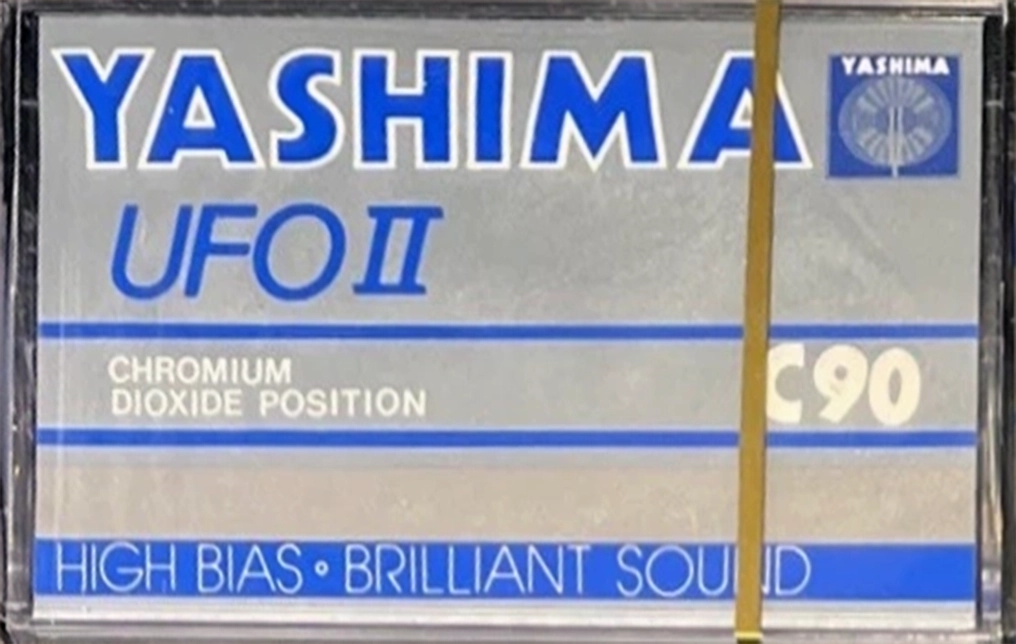 YASHIMA
YASHIMA
UFO II
CHROMIUM
DIOXIDE POSITION
C90
HIGH BIAS • BRILLIANT SOUND